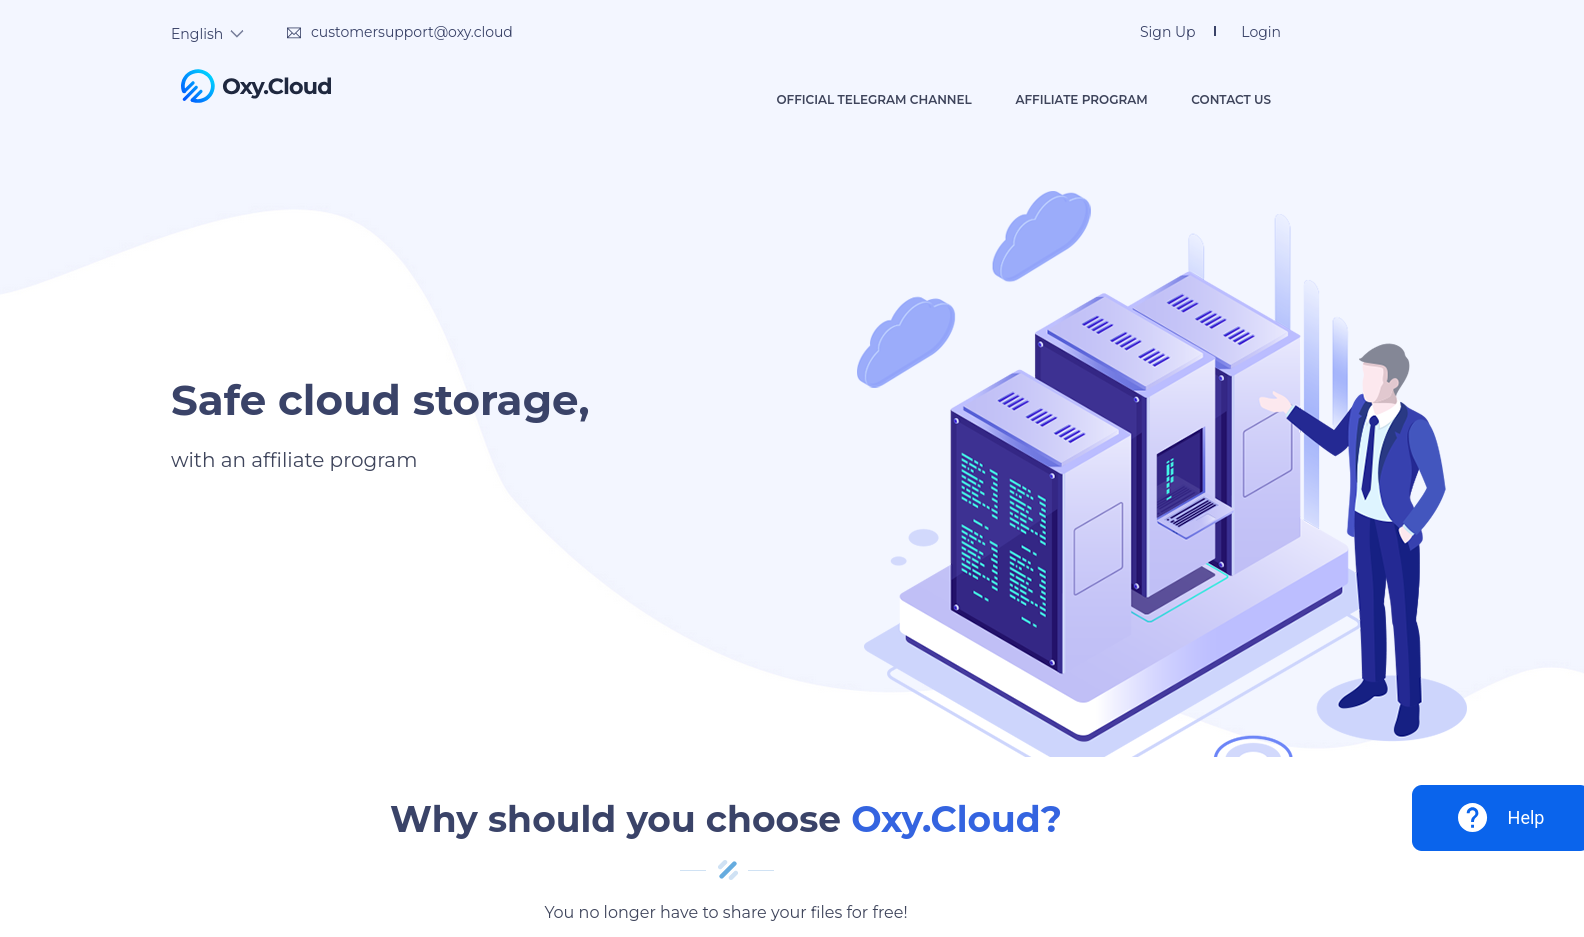 English
customersupport@oxy.cloud
Sign Up
Login
Oxy.Cloud
OFFICIAL TELEGRAM CHANNEL
AFFILIATE PROGRAM
CONTACT US
Safe cloud storage,
with an affiliate program
Why should you choose Oxy.Cloud?
Help
You no longer have to share your files for free!